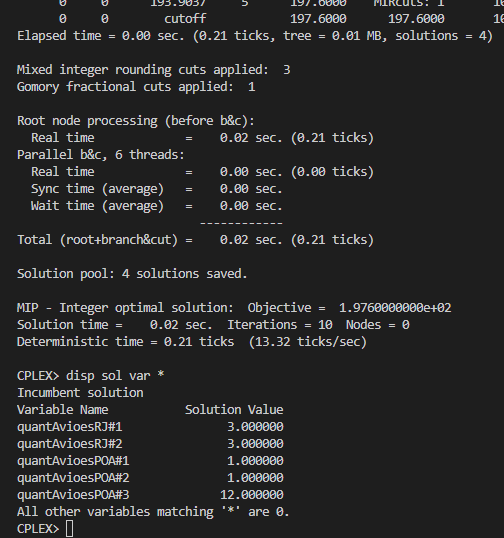 0 0 193.9037 5 197.6000 MIRcuts: 1
0 0 cutoff 197.6000 197.6000
Elapsed time = 0.00 sec. (0.21 ticks, tree = 0.01 MB, solutions = 4)
Mixed integer rounding cuts applied: 3
Gomory fractional cuts applied: 1
Root node processing (before b&c):
Real time = 0.02 sec. (0.21 ticks)
Parallel b&c, 6 threads:
Real time = 0.00 sec. (0.00 ticks)
Sync time (average) = 0.00 sec.
Wait time (average) = 0.00 sec.
------------
Total (root+branch&cut) = 0.02 sec. (0.21 ticks)
Solution pool: 4 solutions saved.
MIP - Integer optimal solution: Objective = 1.9760000000e+02
Solution time = 0.02 sec. Iterations = 10 Nodes = 0
Deterministic time = 0.21 ticks (13.32 ticks/sec)
CPLEX> disp sol var *
Incumbent solution
Variable Name Solution Value
quantAvioesRJ#1 3.000000
quantAvioesRJ#2 3.000000
quantAvioesPOA#1 1.000000
quantAvioesPOA#2 1.000000
quantAvioesPOA#3 12.000000
All other variables matching '*' are 0.
CPLEX>